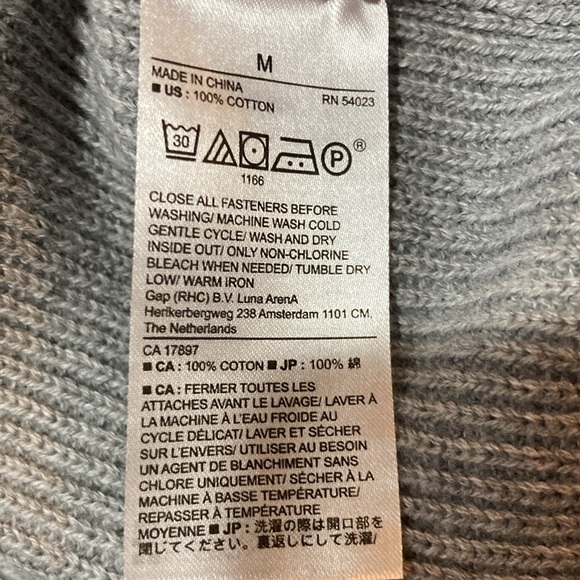 M
MADE IN CHINA
■ US : 100% COTTON RN 54023
30 P ®
1166
CLOSE ALL FASTENERS BEFORE
WASHING/ MACHINE WASH COLD
GENTLE CYCLE/ WASH AND DRY
INSIDE OUT/ ONLY NON-CHLORINE
BLEACH WHEN NEEDED/ TUMBLE DRY
LOW/ WARM IRON
Gap (RHC) B.V. Luna ArenA
Herikerbergweg 238 Amsterdam 1101 CM.
The Netherlands
CA 17897
■ CA : 100% COTON ■ JP : 100% 綿
■ CA : FERMER TOUTES LES
ATTACHES AVANT LE LAVAGE/ LAVER À
LA MACHINE À L'EAU FROIDE AU
CYCLE DÉLICAT/ LAVER ET SÉCHER
SUR L'ENVERS/ UTILISER AU BESOIN
UN AGENT DE BLANCHIMENT SANS
CHLORE UNIQUEMENT/ SÉCHER À LA
MACHINE À BASSE TEMPÉRATURE/
REPASSER À TEMPÉRATURE
MOYENNE ■ JP : 洗濯の際は開口部を
閉じてください。裏返しにして洗濯/